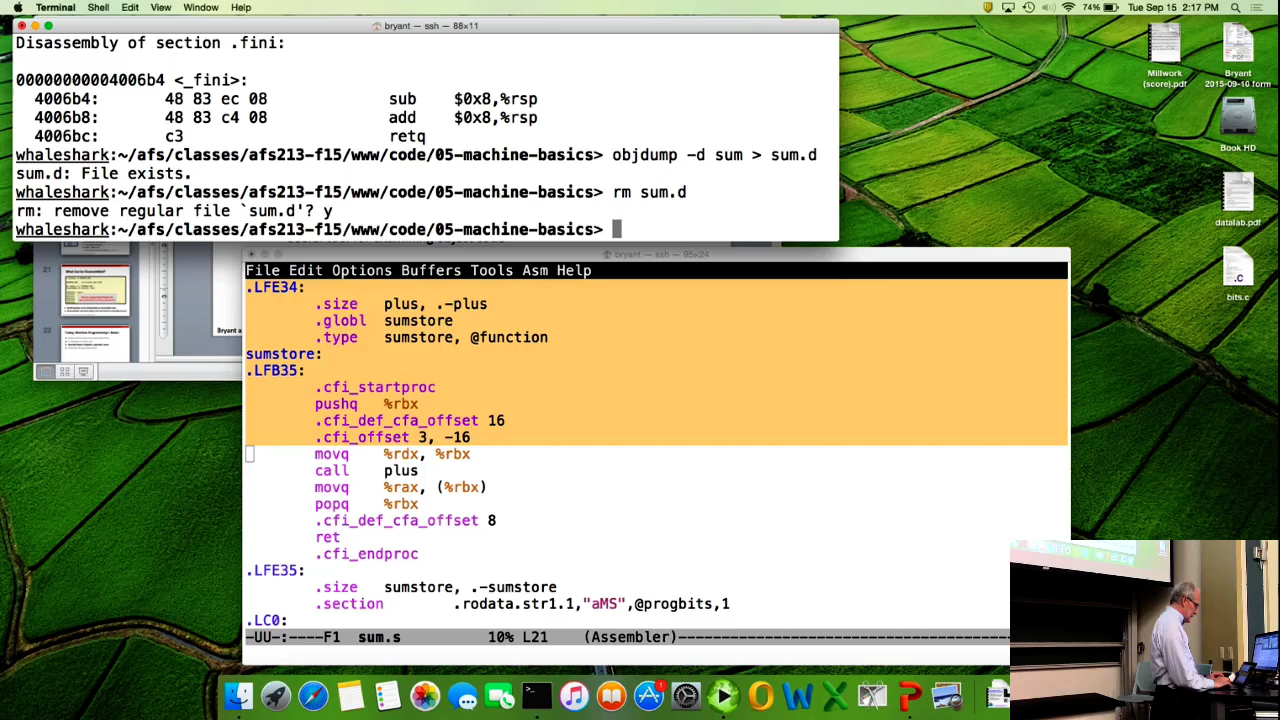 Terminal Shell Edit View Window Help
74% Tue Sep 15 2:17 PM
bryant — ssh — 88×11
Disassembly of section .fini:
00000000004006b4 <_fini>:
4006b4: 48 83 ec 08 sub $0x8,%rsp
4006b8: 48 83 c4 08 add $0x8,%rsp
4006bc: c3 retq
whaleshark:~/afs/classes/afs213-f15/www/code/05-machine-basics> objdump -d sum > sum.d
sum.d: File exists.
whaleshark:~/afs/classes/afs213-f15/www/code/05-machine-basics> rm sum.d
rm: remove regular file `sum.d'? y
whaleshark:~/afs/classes/afs213-f15/www/code/05-machine-basics>
Millwork
(score).pdf
Bryant
2015-09-10 form
Book HD
datalab.pdf
.C
bits.c
21
22
Bryant a
bryant — ssh — 95×24
File Edit Options Buffers Tools Asm Help
.LFE34:
.size plus, .-plus
.globl sumstore
.type sumstore, @function
sumstore:
.LFB35:
.cfi_startproc
pushq %rbx
.cfi_def_cfa_offset 16
.cfi_offset 3, -16
movq %rdx, %rbx
call plus
movq %rax, (%rbx)
popq %rbx
.cfi_def_cfa_offset 8
ret
.cfi_endproc
.LFE35:
.size sumstore, .-sumstore
.section .rodata.str1.1,"aMS",@progbits,1
.LC0:
-UU-:----F1 sum.s 10% L21 (Assembler)